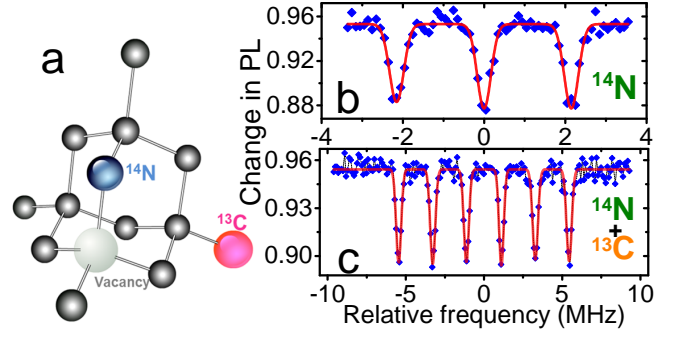 a
¹⁴N
¹³C
Vacancy
Change in PL
0.96
0.92
0.88
b
¹⁴N
-4
-2
0
2
4
0.96
0.93
0.90
c
¹⁴N
+
¹³C
-10
-5
0
5
10
Relative frequency (MHz)